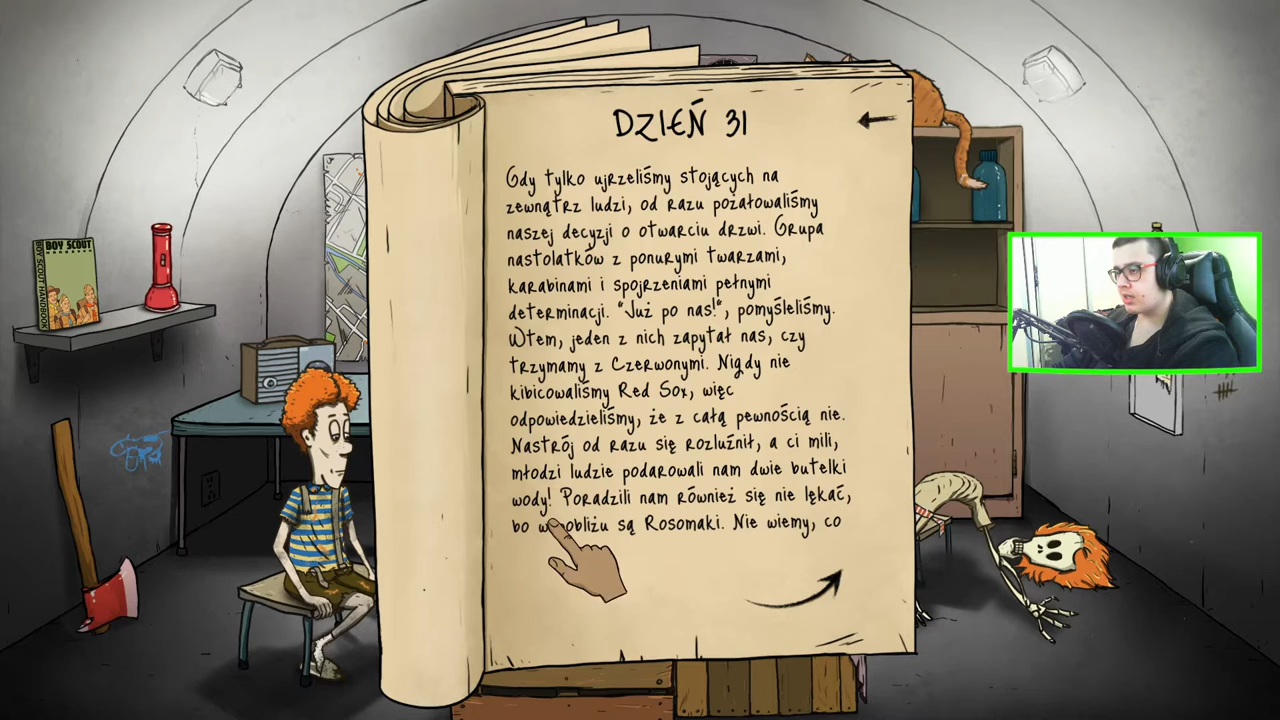 DZIEŃ 31
Gdy tylko ujrzeliśmy stojących na
zewnątrz ludzi, od razu pożałowaliśmy
naszej decyzji o otwarciu drzwi. Grupa
nastolatków z ponurymi twarzami,
karabinami i spojrzeniami pełnymi
determinacji. "Już po nas!", pomyśleliśmy.
Wtem, jeden z nich zapytał nas, czy
trzymamy z Czerwonymi. Nigdy nie
kibicowaliśmy Red Sox, więc
odpowiedzieliśmy, że z całą pewnością nie.
Nastrój od razu się rozluźnił, a ci mili,
młodzi ludzie podarowali nam dwie butelki
wody! Poradzili nam również się nie lękać,
bo w pobliżu są Rosomaki. Nie wiemy, co
BOY SCOUT
BOY SCOUT HANDBOOK